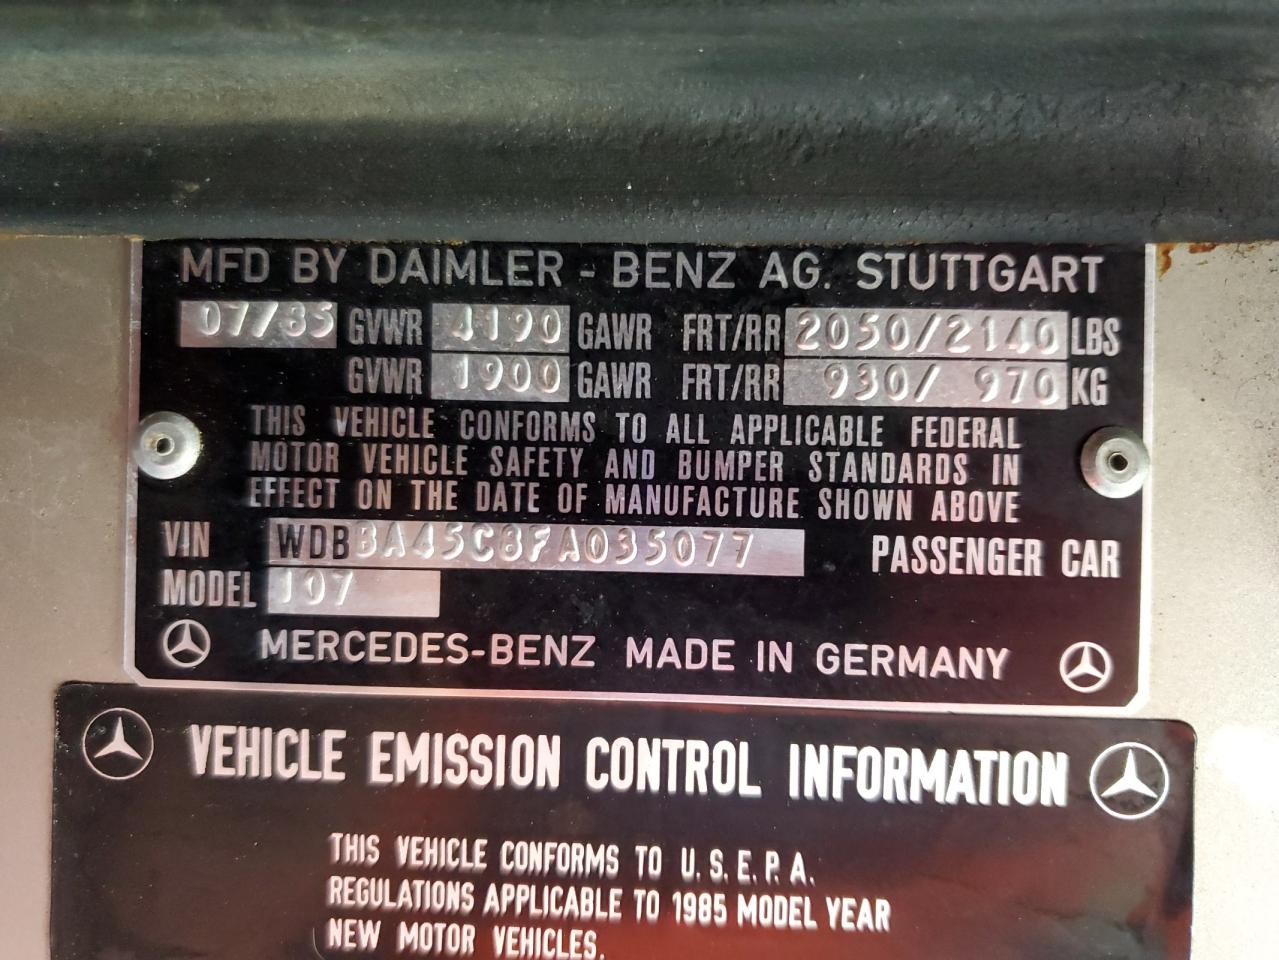 MFD BY DAIMLER - BENZ AG. STUTTGART
07/85 GVWR 4190 GAWR FRT/RR 2050/2140 LBS
GVWR 1900 GAWR FRT/RR 930/ 970 KG
THIS VEHICLE CONFORMS TO ALL APPLICABLE FEDERAL
MOTOR VEHICLE SAFETY AND BUMPER STANDARDS IN
EFFECT ON THE DATE OF MANUFACTURE SHOWN ABOVE
VIN WDBBA45C8FA035077 PASSENGER CAR
MODEL 107
MERCEDES-BENZ MADE IN GERMANY
VEHICLE EMISSION CONTROL INFORMATION
THIS VEHICLE CONFORMS TO U.S.E.P.A.
REGULATIONS APPLICABLE TO 1985 MODEL YEAR
NEW MOTOR VEHICLES.